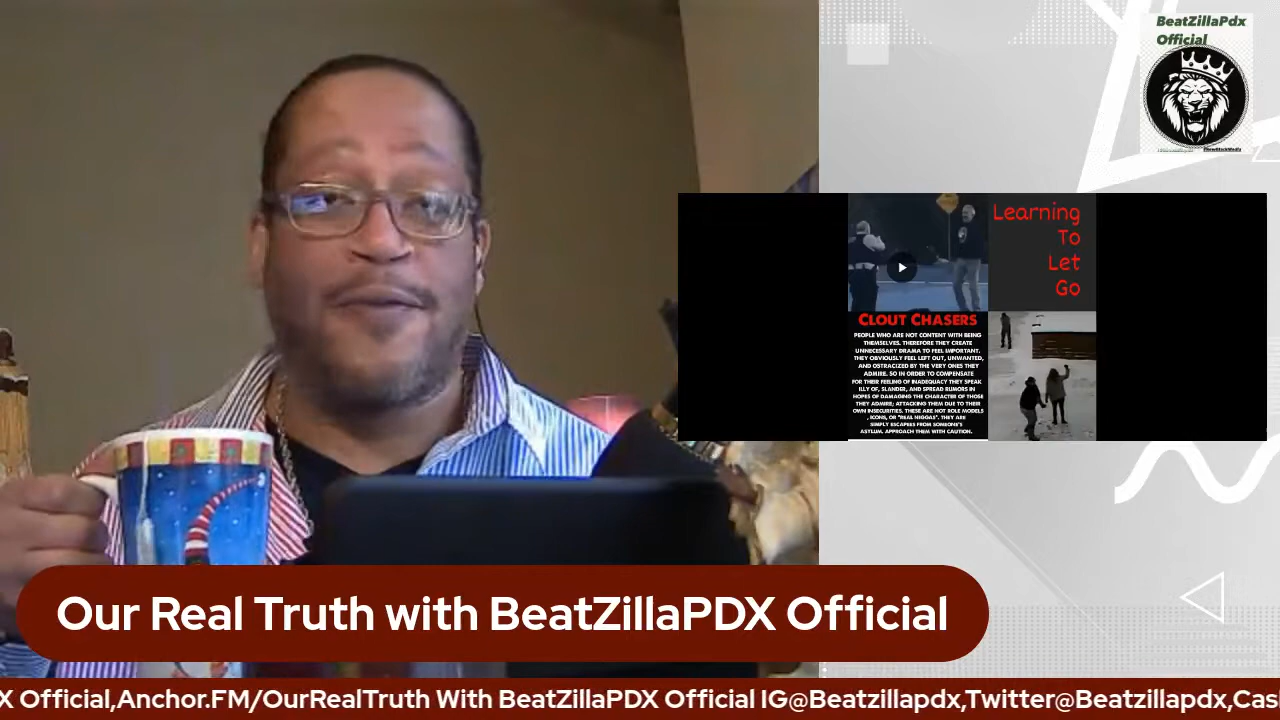 BeatZillaPdx
Official
Learning
To
Let
Go
Clout Chasers
PEOPLE WHO ARE NOT CONTENT WITH BEING
THEMSELVES, THEREFORE THEY CREATE
UNNECESSARY DRAMA TO FEEL IMPORTANT.
THEY OBVIOUSLY FEEL LEFT OUT, UNWANTED,
AND OSTRACIZED BY THE VERY ONES THEY
ADMIRE. SO IN ORDER TO COMPENSATE
FOR THEIR FEELING OF INADEQUACY THEY SPEAK
ILLY OF, SLANDER, AND SPREAD RUMORS IN
HOPES OF DAMAGING THE CHARACTER OF THOSE
THEY ADMIRE; ATTACKING THEM DUE TO THEIR
OWN INSECURITIES. THESE ARE NOT ROLE MODELS
, ICONS, OR "REAL NIGGAS". THEY ARE
SIMPLY ESCAPEES FROM SOMEONE'S
ASYLUM. APPROACH THEM WITH CAUTION.
Our Real Truth with BeatZillaPDX Official
X Official,Anchor.FM/OurRealTruth With BeatZillaPDX Official IG@Beatzillapdx,Twitter@Beatzillapdx,Cas